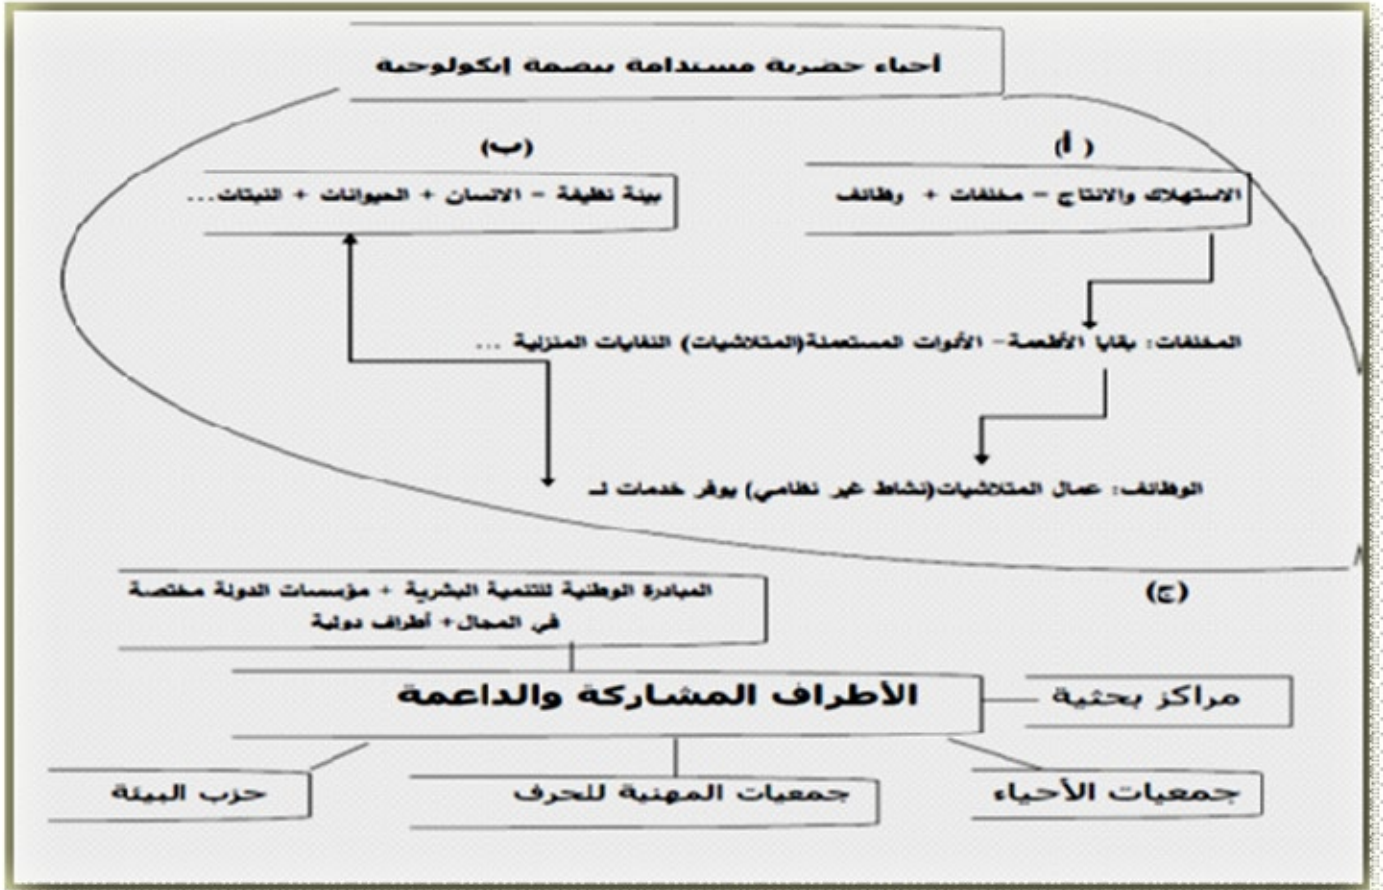 أحياء حضرية مستدامة ببصمة إيكولوجية
( أ)
(ب)
الاستهلاك والانتاج – مخلفات + وظائف
بيئة نظيفة – الانسان + الحيوانات + النبتات...
المخلفات: بقايا الأطعمة– الأدوات المستعملة(المتلاشيات) النفايات المنزلية ...
الوظائف: عمال المتلاشيات(نشاط غير نظامي) يوفر خدمات لـ
(ج)
المبادرة الوطنية للتنمية البشرية + مؤسسات الدولة مختصة
في المجال+ أطراف دولية
الأطراف المشاركة والداعمة
مراكز بحثية
جمعيات الأحياء
جمعيات المهنية للحرف
حزب البيئة